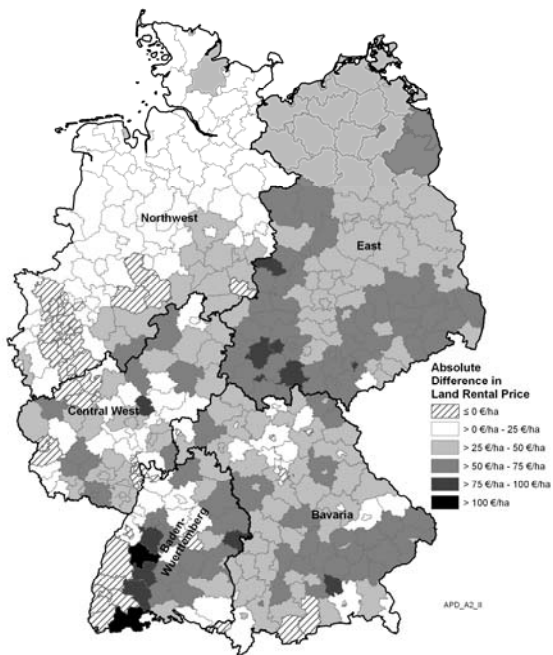 Northwest
East
Central West
Baden-
Wuerttemberg
Bavaria
Absolute
Difference in
Land Rental Price
≤ 0 €/ha
> 0 €/ha - 25 €/ha
> 25 €/ha - 50 €/ha
> 50 €/ha - 75 €/ha
> 75 €/ha - 100 €/ha
> 100 €/ha
APD_A2_II